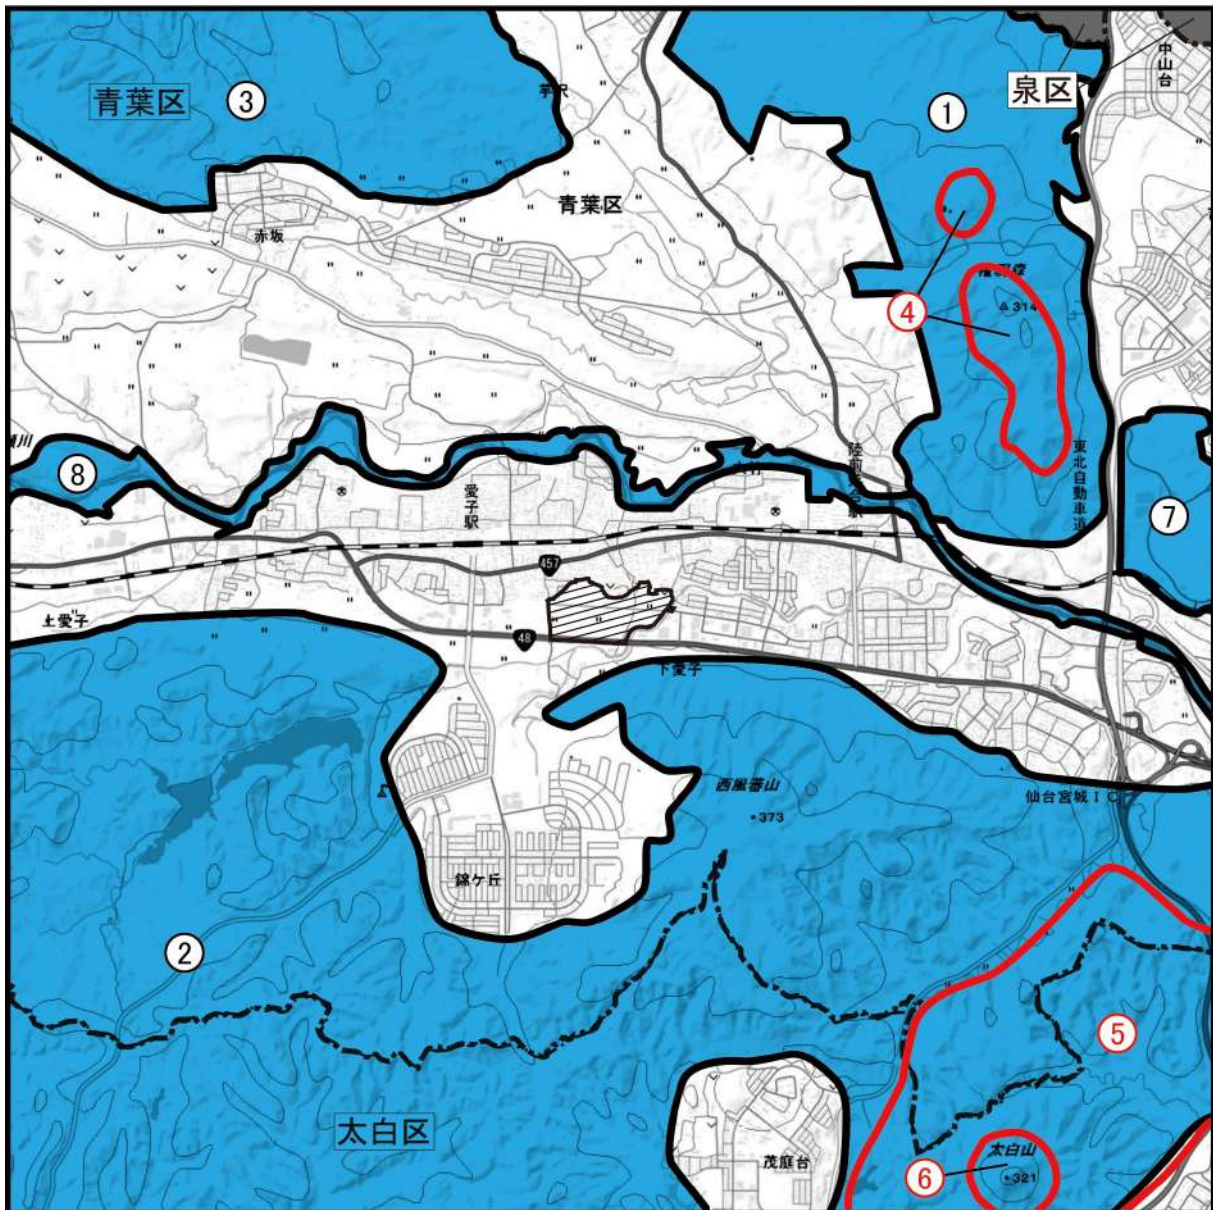 中山台
泉区
青葉区
③
芋沢
①
青葉区
赤坂
④
314
東北自動車道
⑧
愛子駅
⑦
457
上愛子
48
下愛子
西風蕃山
373
仙台宮城IC
錦ケ丘
②
⑤
太白区
茂庭台
太白山
⑥
321